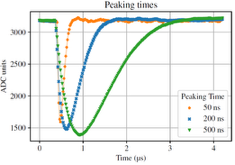 Peaking times
ADC units
3000
2500
2000
1500
0
1
2
3
4
Time (μs)
Peaking Time
50 ns
200 ns
500 ns